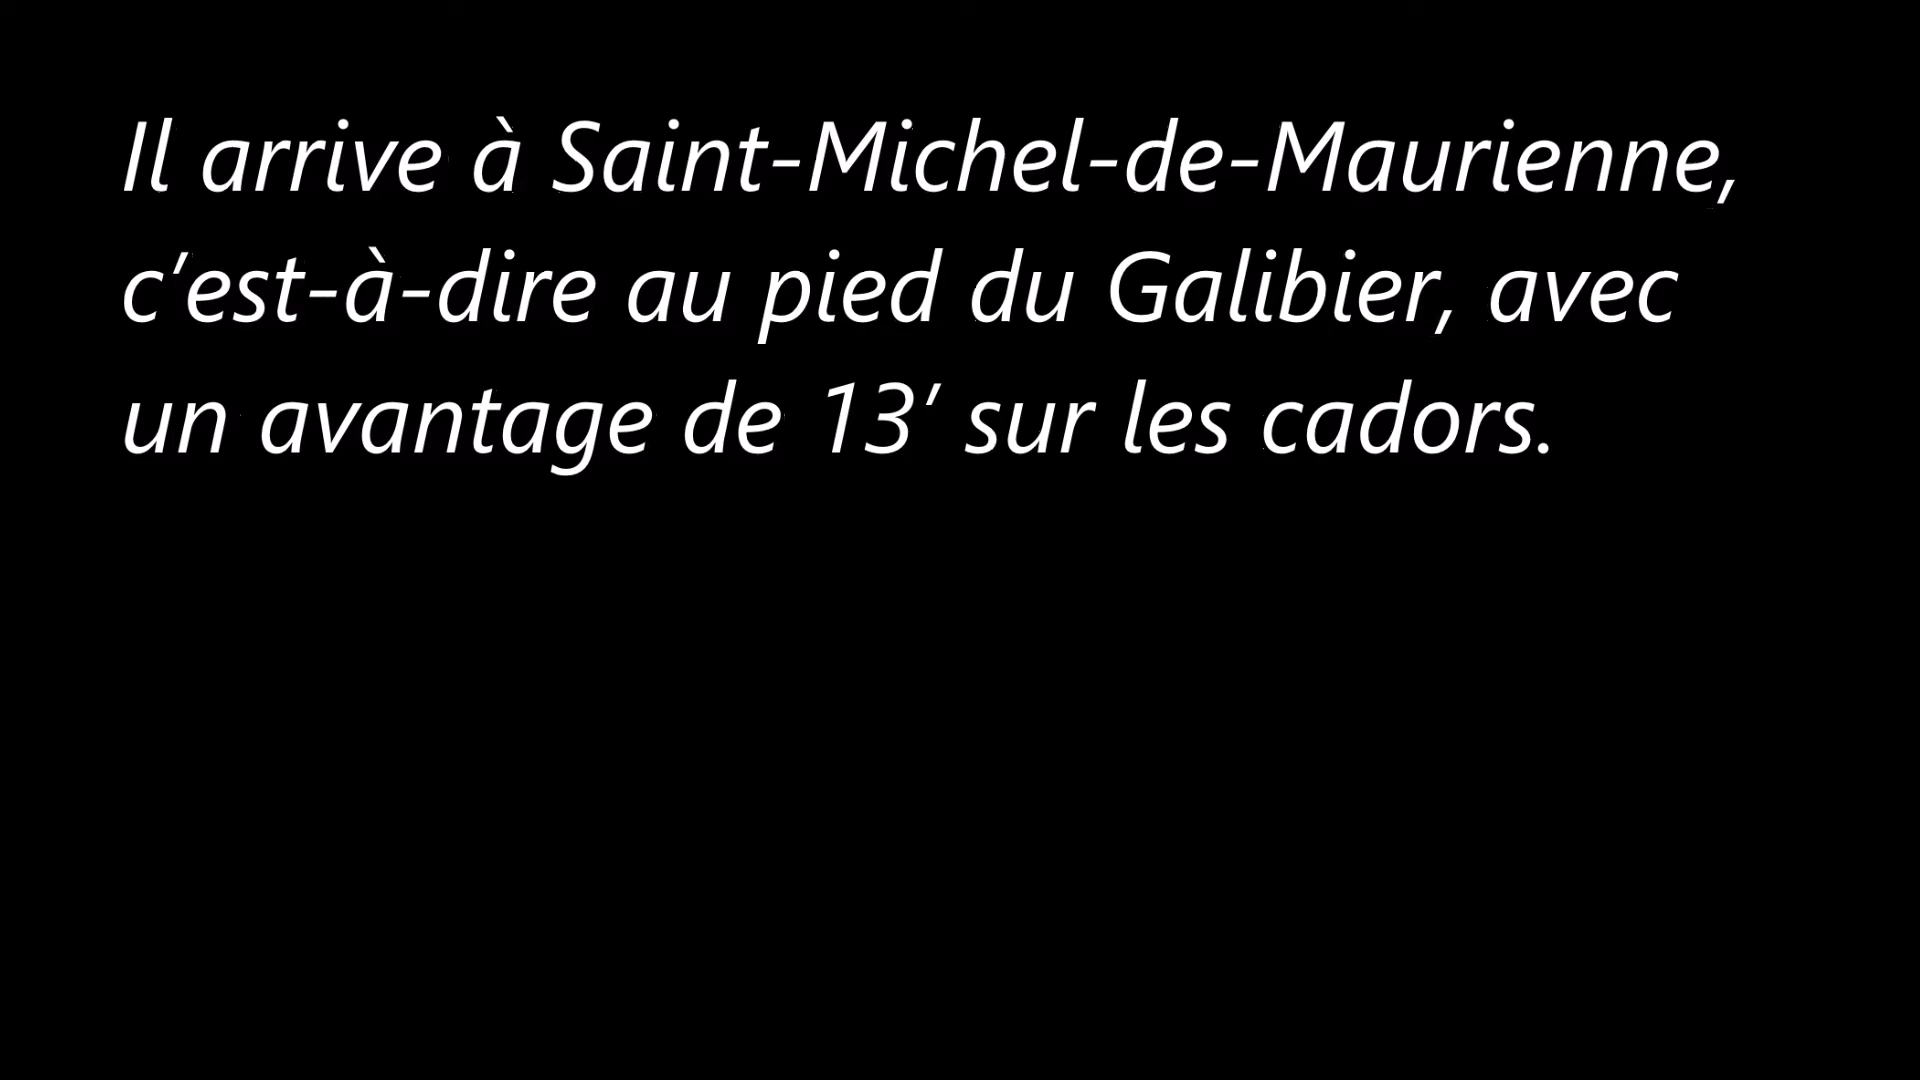 Il arrive à Saint-Michel-de-Maurienne,
c’est-à-dire au pied du Galibier, avec
un avantage de 13’ sur les cadors.